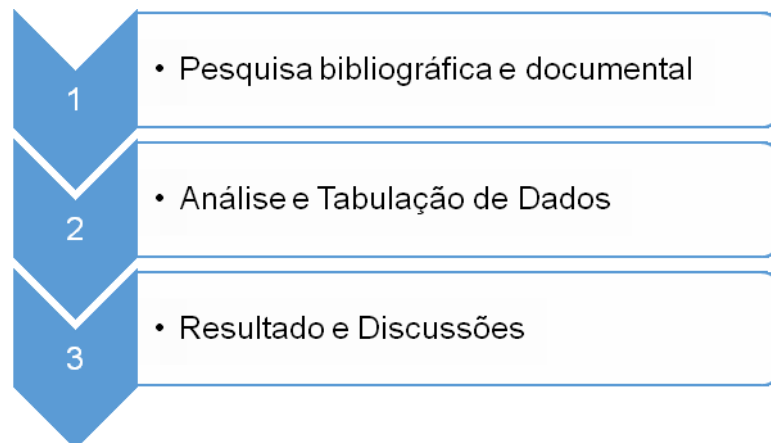 1
• Pesquisa bibliográfica e documental
2
• Análise e Tabulação de Dados
3
• Resultado e Discussões